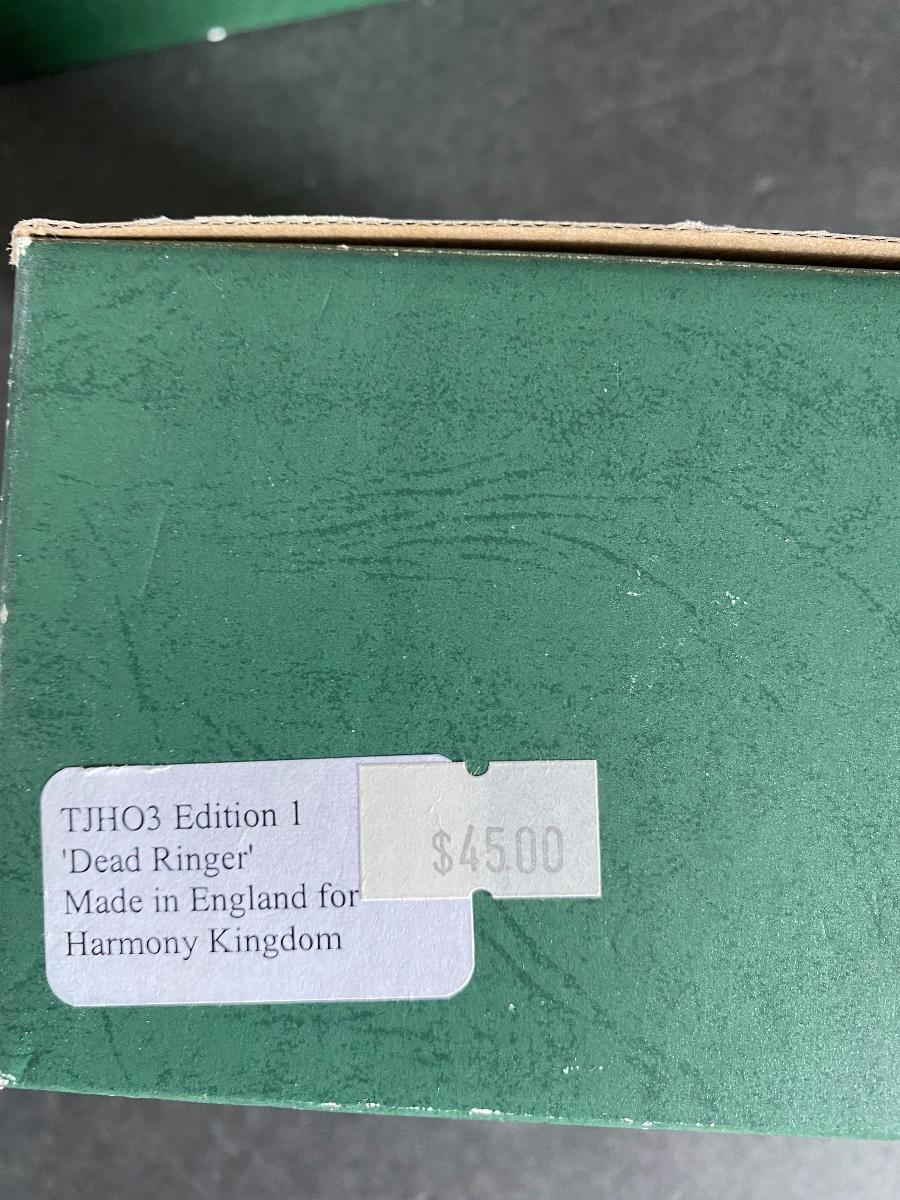 TJHO3 Edition 1
'Dead Ringer'
Made in England for
Harmony Kingdom
$45.00